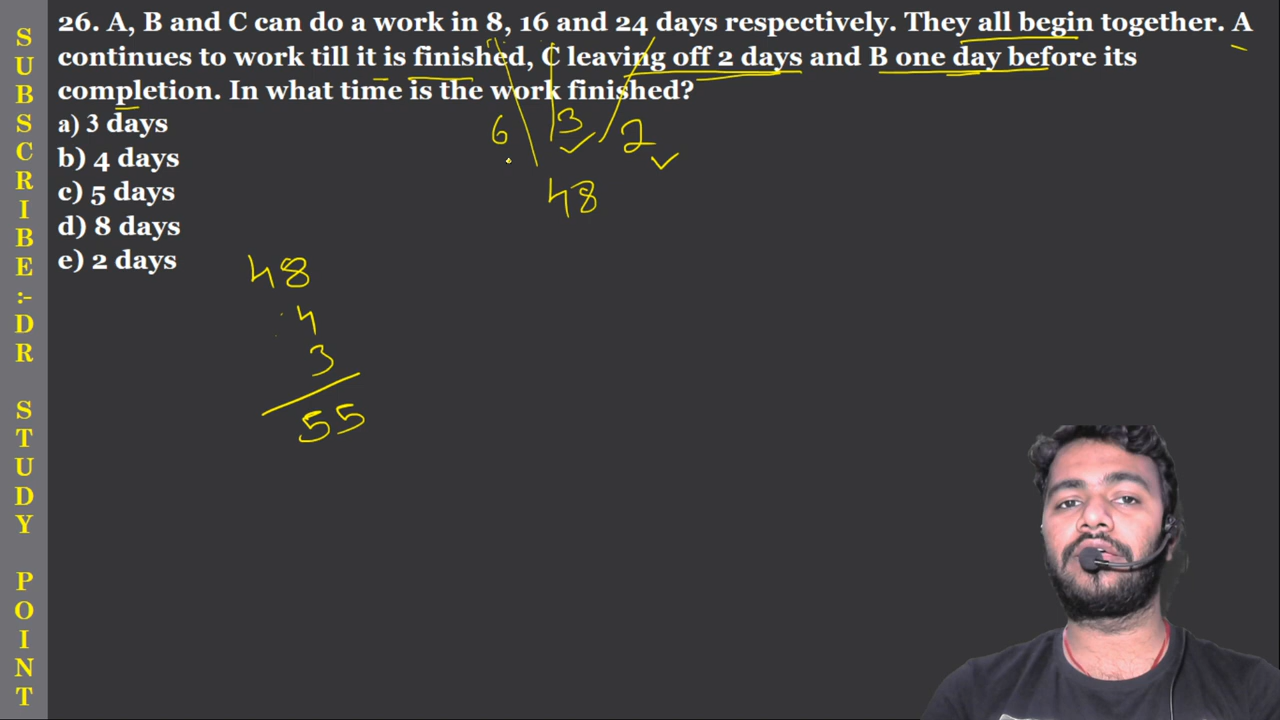 SUBSCRIBE:-DR STUDY POINT
26. A, B and C can do a work in 8, 16 and 24 days respectively. They all begin together. A
continues to work till it is finished, C leaving off 2 days and B one day before its
completion. In what time is the work finished?
a) 3 days
b) 4 days
c) 5 days
d) 8 days
e) 2 days
6 3 2
48
48
4
3
55